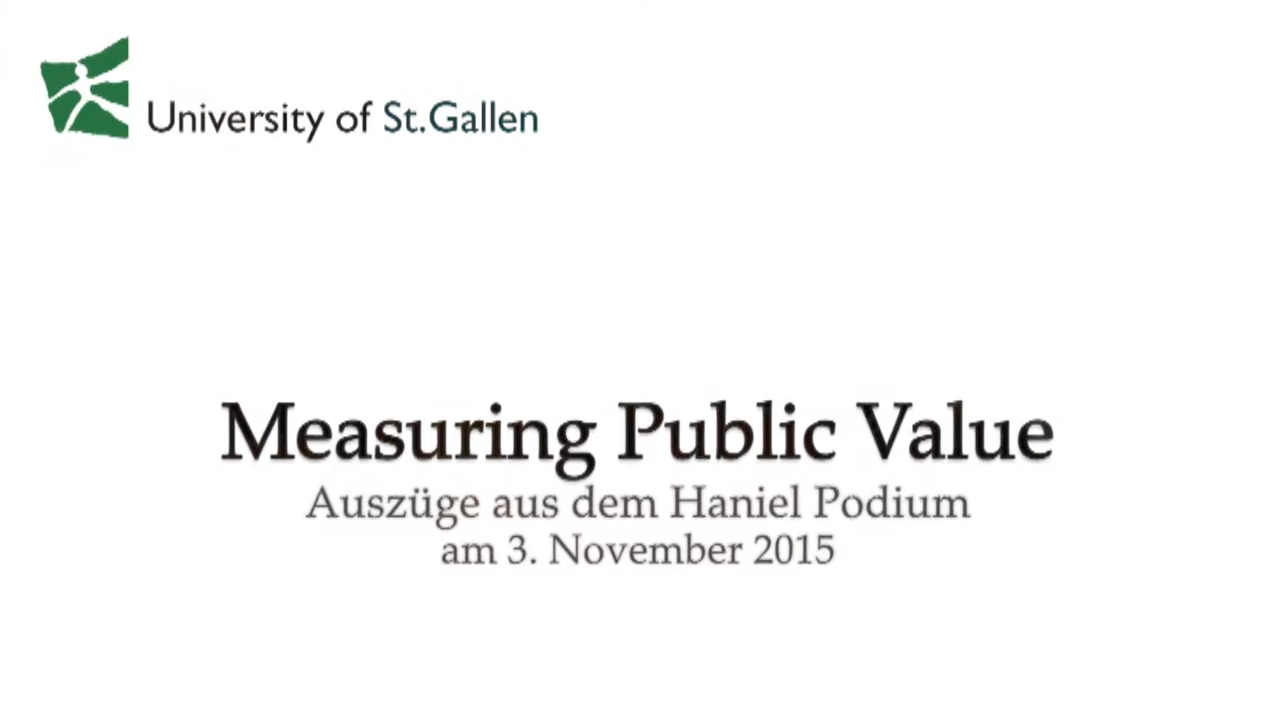 University of St.Gallen
Measuring Public Value
Auszüge aus dem Haniel Podium
am 3. November 2015